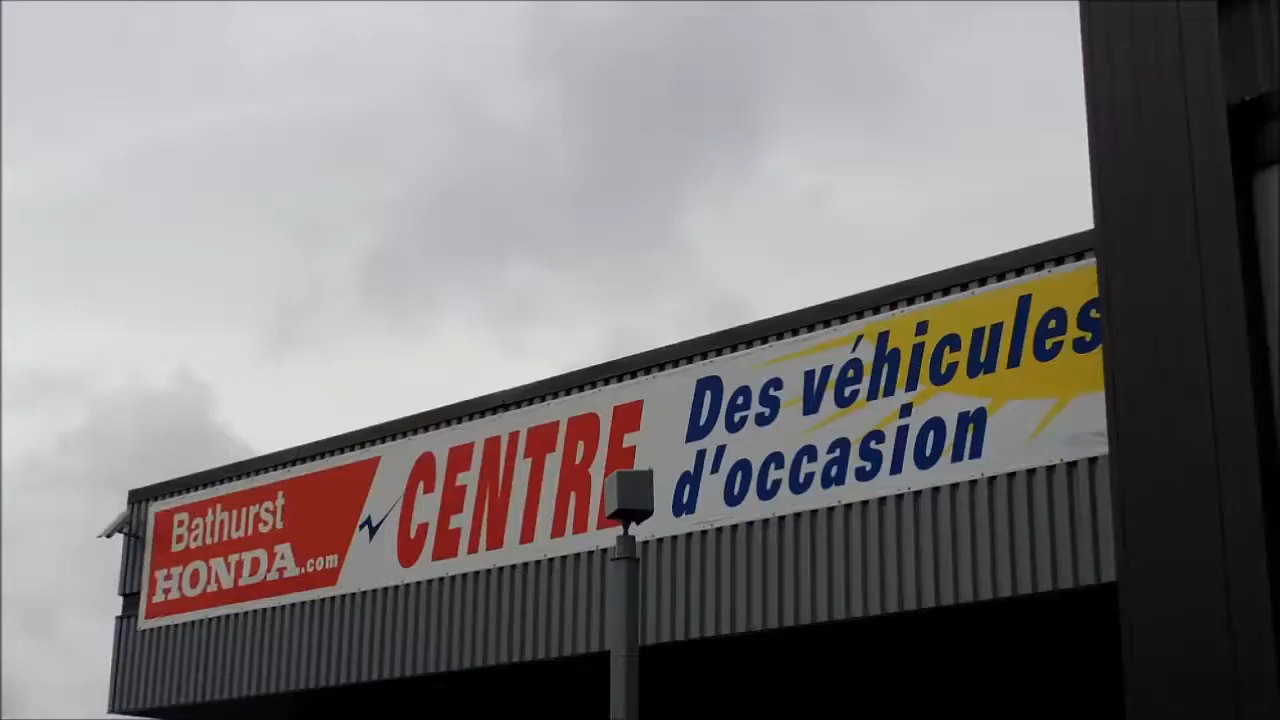 Bathurst
HONDA.com
CENTRE
Des véhicules
d'occasion